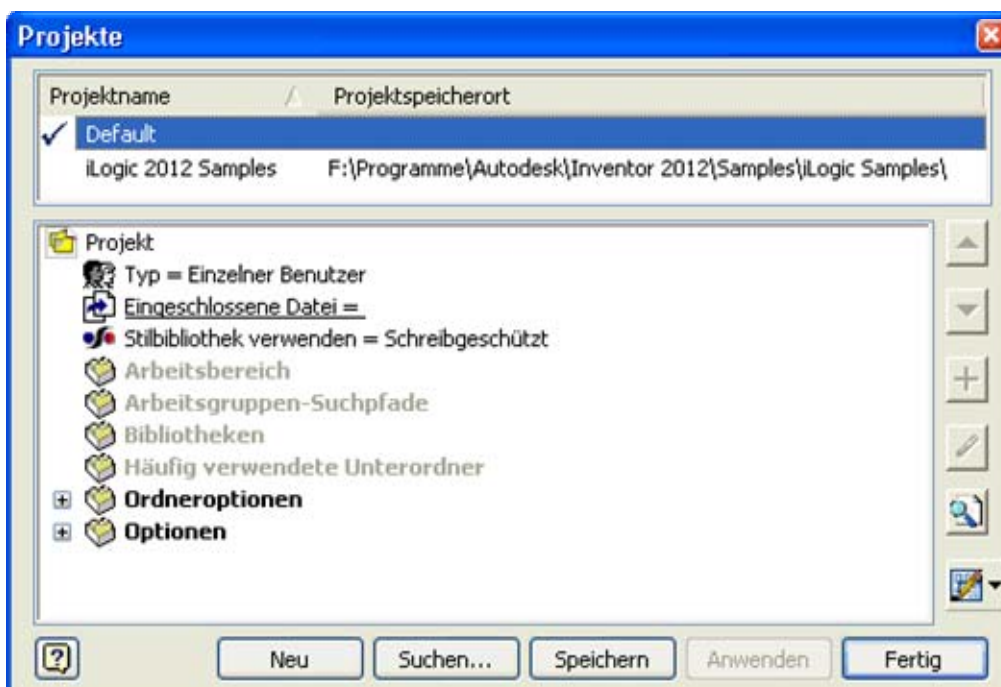 Projekte
Projektname Projektspeicherort
Default
iLogic 2012 Samples F:\Programme\Autodesk\Inventor 2012\Samples\iLogic Samples\
Projekt
Typ = Einzelner Benutzer
Eingeschlossene Datei =
Stilbibliothek verwenden = Schreibgeschützt
Arbeitsbereich
Arbeitsgruppen-Suchpfade
Bibliotheken
Häufig verwendete Unterordner
Ordneroptionen
Optionen
Neu Suchen... Speichern Anwenden Fertig